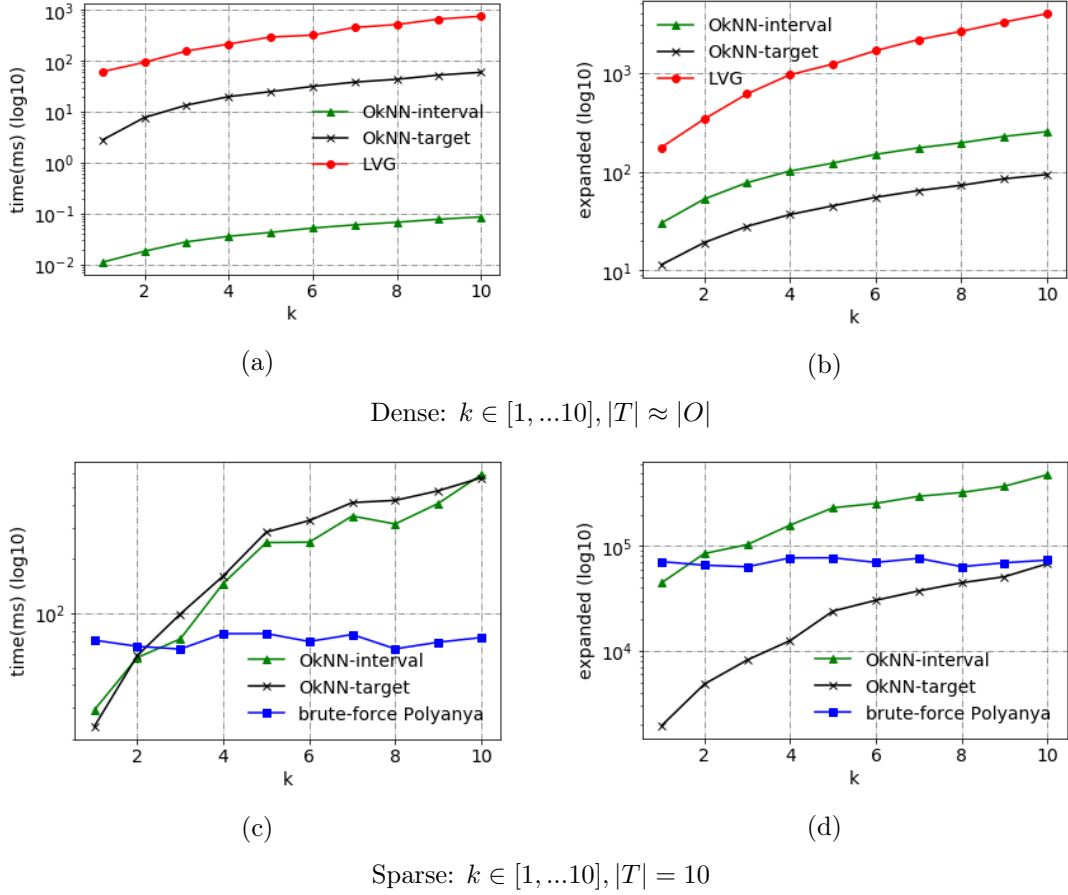 time(ms) (log10)
10³
10²
10¹
10⁰
10⁻¹
10⁻²
OkNN-interval
OkNN-target
LVG
2 4 6 8 10
k
(a)
expanded (log10)
10³
10²
10¹
OkNN-interval
OkNN-target
LVG
2 4 6 8 10
k
(b)
Dense: k ∈ [1, ...10], |T| ≈ |O|
time(ms) (log10)
10²
OkNN-interval
OkNN-target
brute-force Polyanya
2 4 6 8 10
k
(c)
expanded (log10)
10⁵
10⁴
OkNN-interval
OkNN-target
brute-force Polyanya
2 4 6 8 10
k
(d)
Sparse: k ∈ [1, ...10], |T| = 10